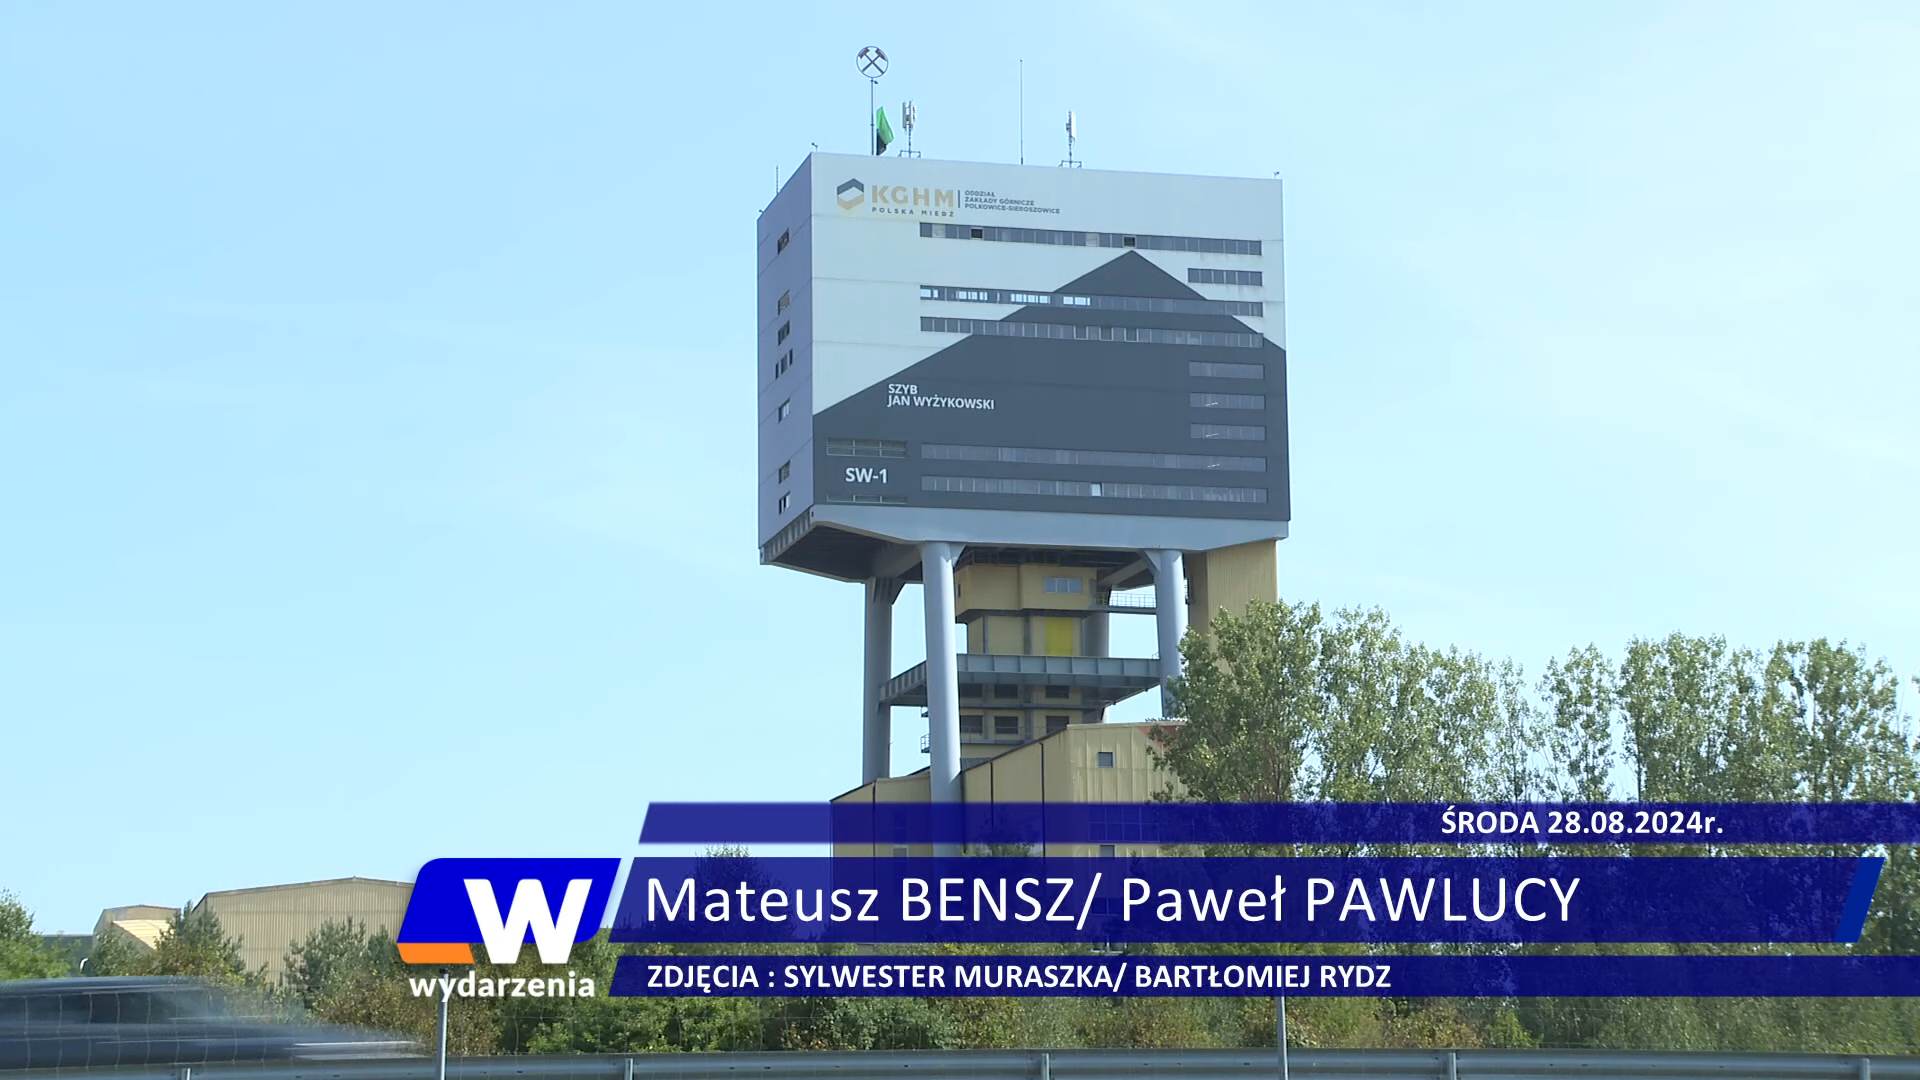 KGHM
POLSKA MIEDŹ
ODDZIAŁ
ZAKŁADY GÓRNICZE
POLKOWICE-SIEROSZOWICE
SZYB
JAN WYŻYKOWSKI
SW-1
ŚRODA 28.08.2024r.
Mateusz BENSZ/ Paweł PAWLUCY
W
wydarzenia
ZDJĘCIA : SYLWESTER MURASZKA/ BARTŁOMIEJ RYDZ